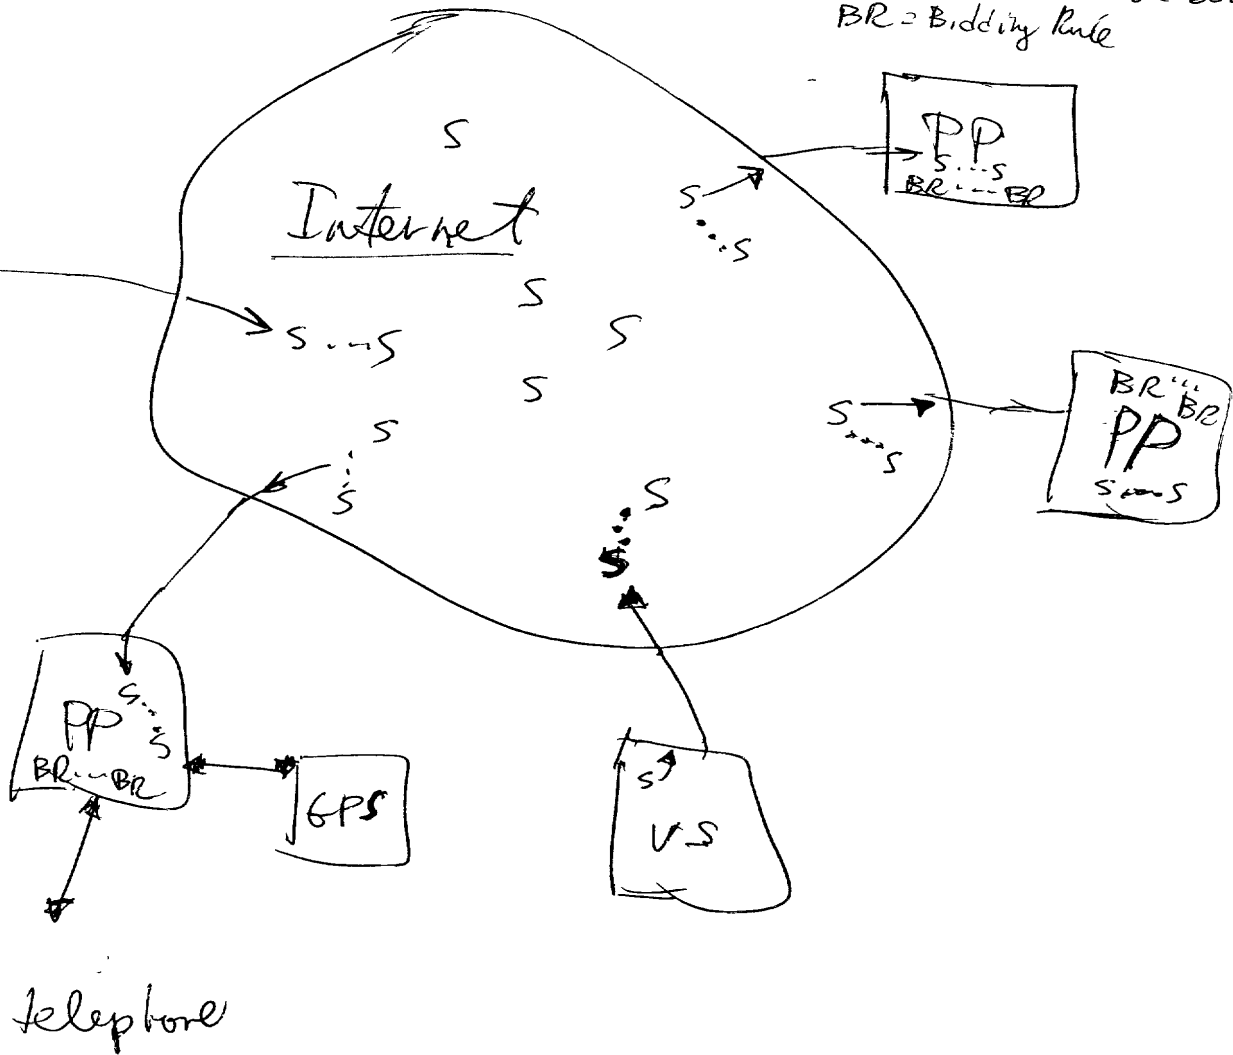 BR = Bidding Rule
PP
S....S
BR....BR
S
Internet
S
...S
S
S
S...S
S
BR...
BR
PP
S....S
S
....S
S
...
S
S
...
S
S
....S
PP
BR...BR
GPS
S
VS
telephone